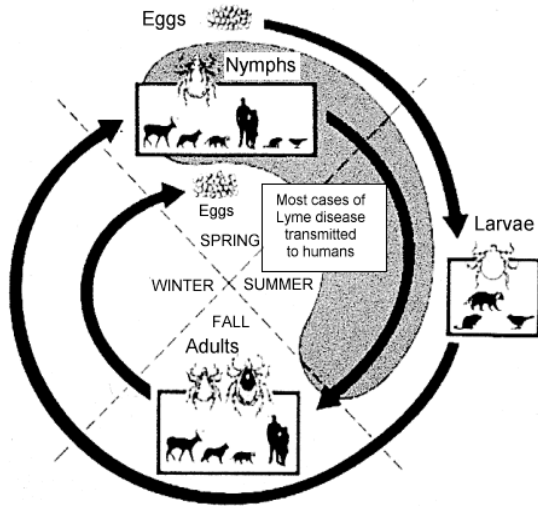 Eggs
Nymphs
Eggs
Most cases of
Lyme disease
transmitted
to humans
Larvae
SPRING
WINTER
SUMMER
FALL
Adults